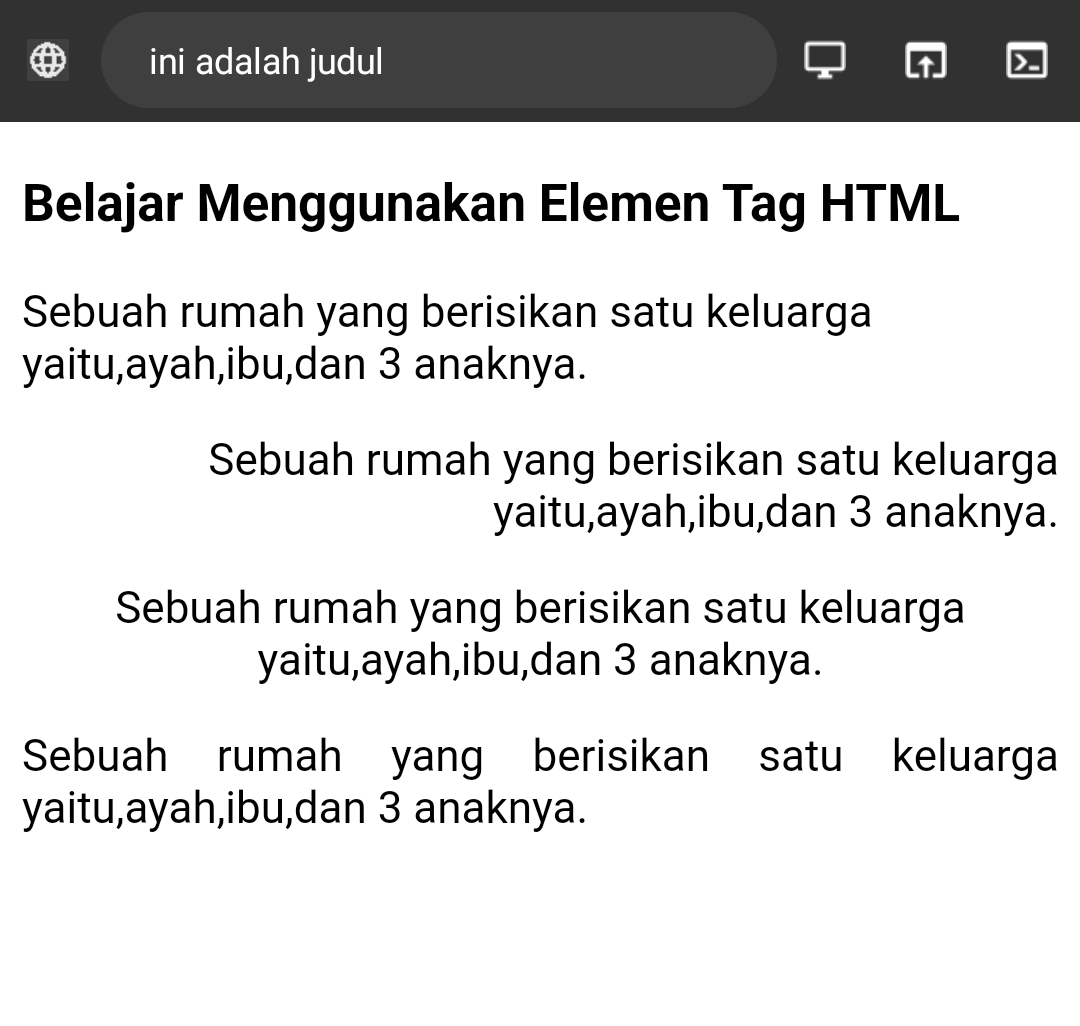 ini adalah judul
Belajar Menggunakan Elemen Tag HTML
Sebuah rumah yang berisikan satu keluarga
yaitu,ayah,ibu,dan 3 anaknya.
Sebuah rumah yang berisikan satu keluarga
yaitu,ayah,ibu,dan 3 anaknya.
Sebuah rumah yang berisikan satu keluarga
yaitu,ayah,ibu,dan 3 anaknya.
Sebuah rumah yang berisikan satu keluarga
yaitu,ayah,ibu,dan 3 anaknya.